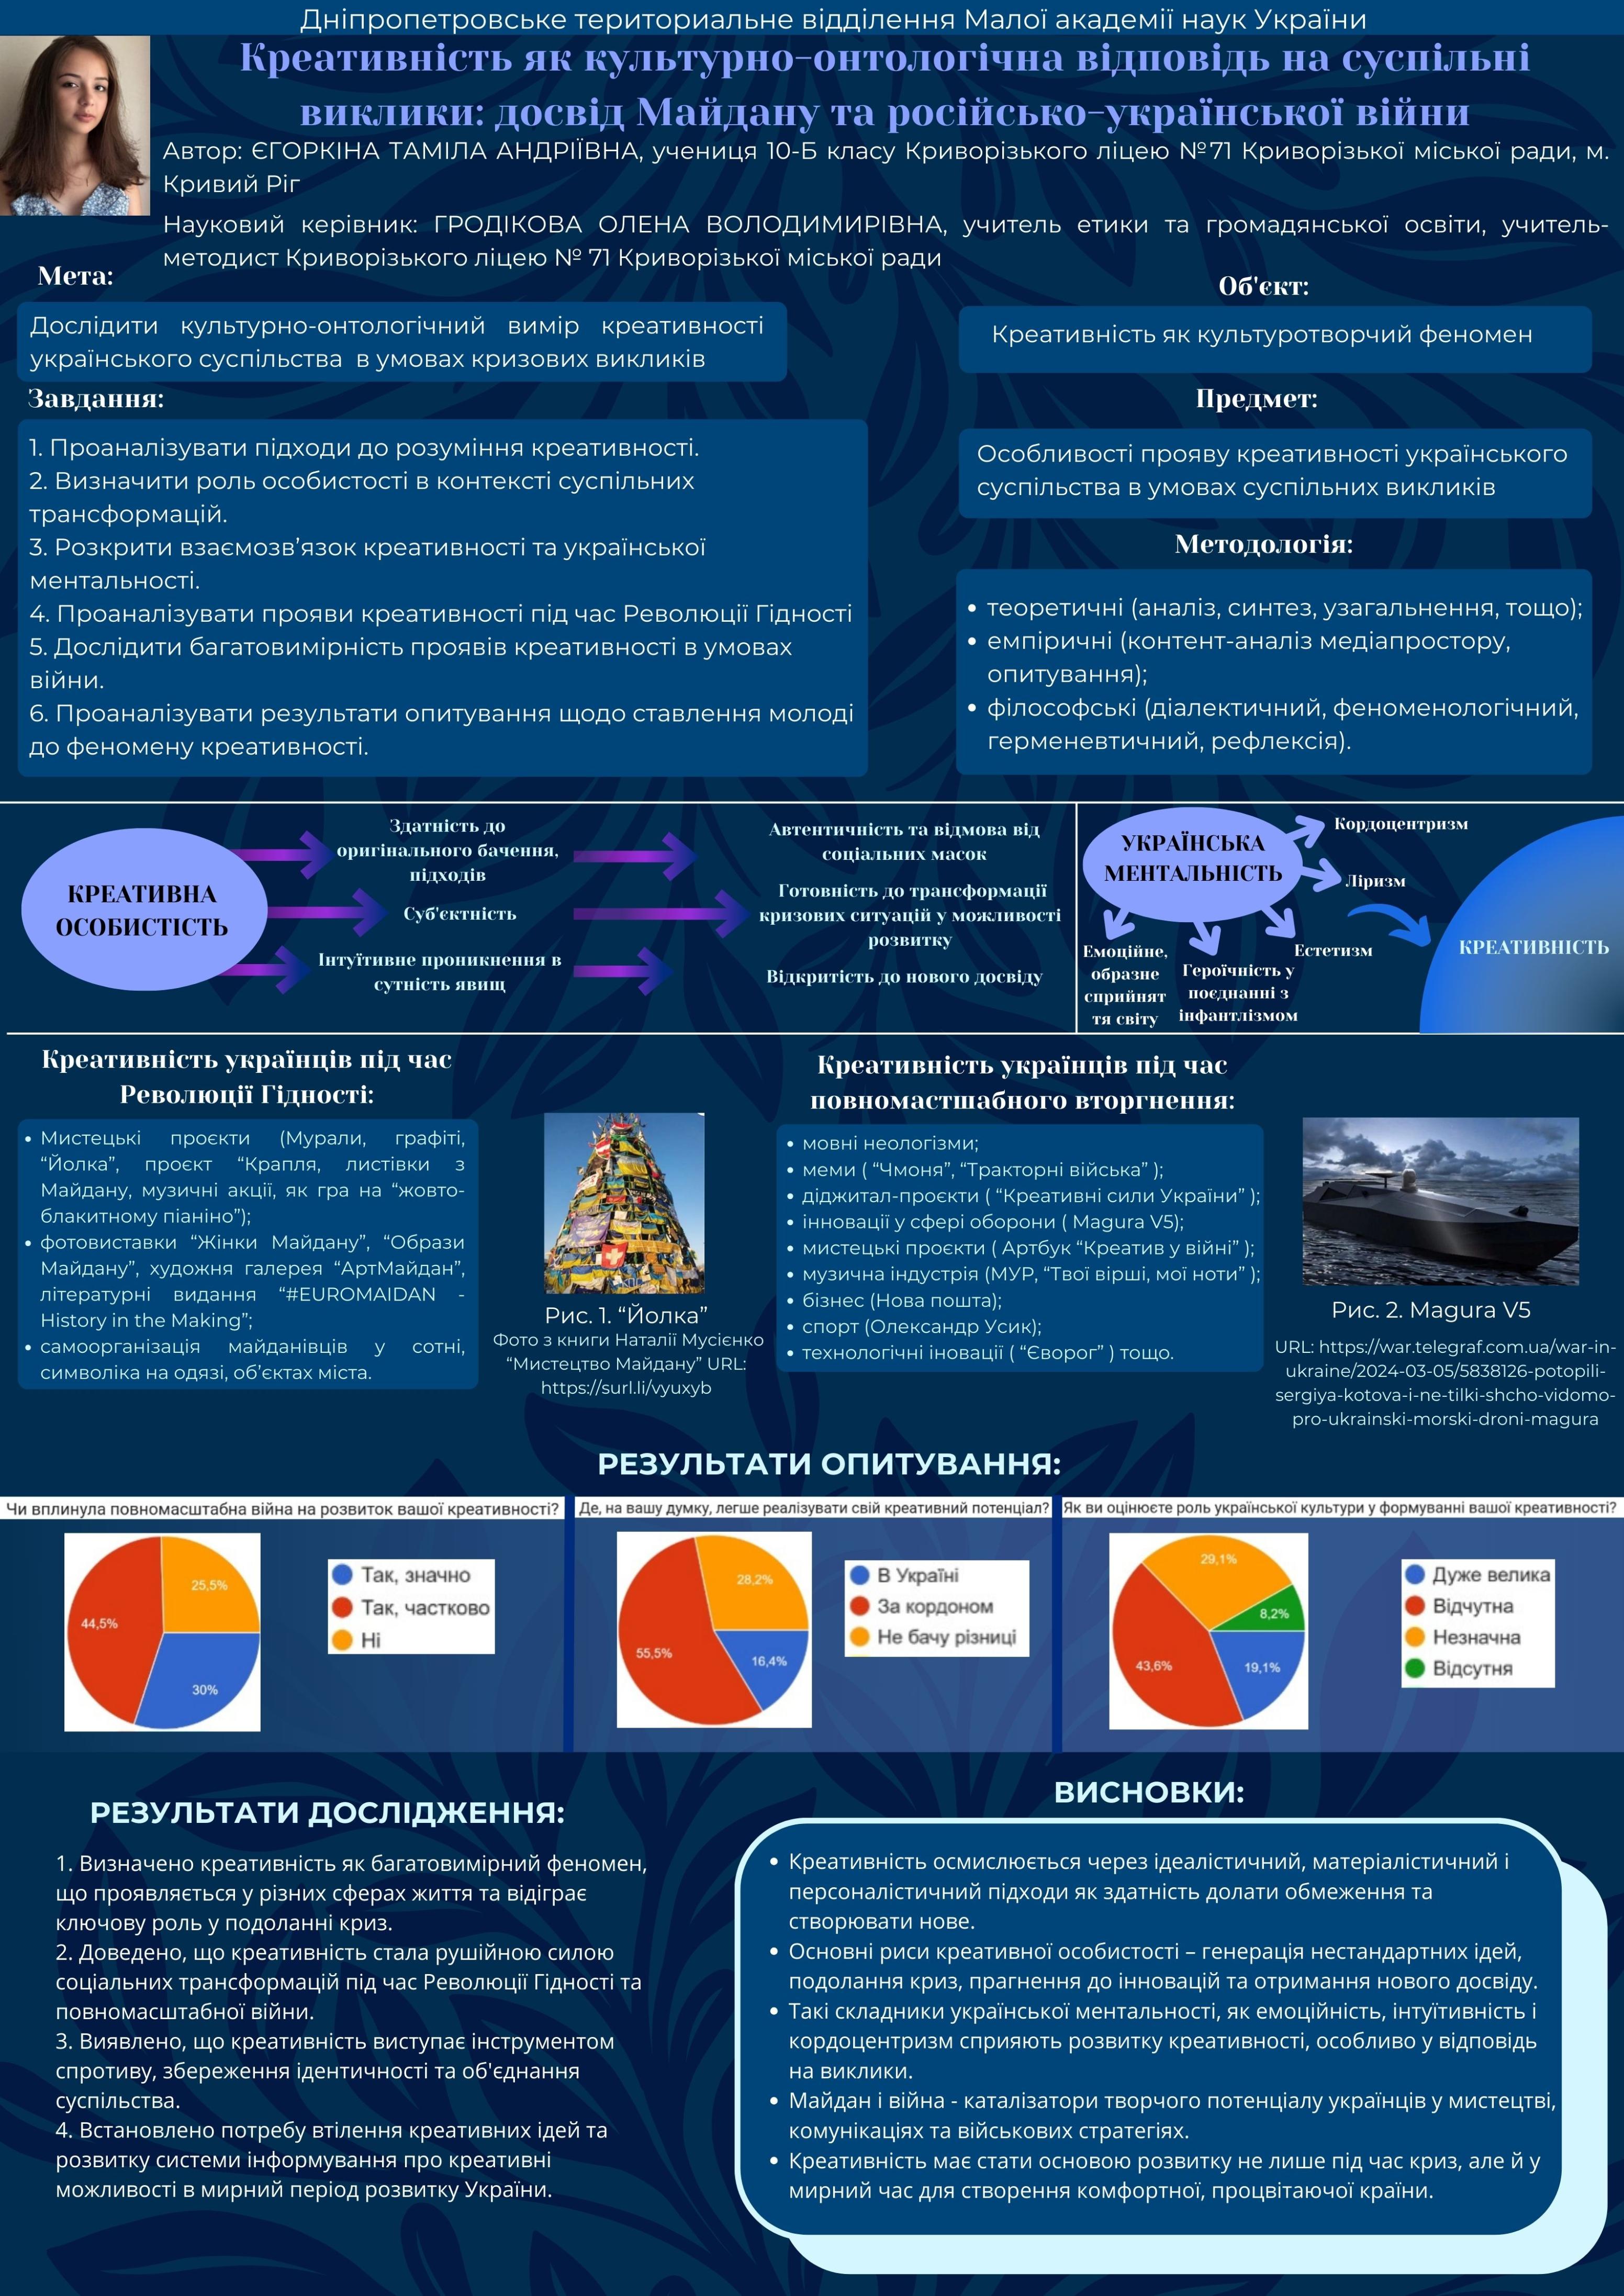 Дніпропетровське териториальне відділення Малої академії наук України
Креативність як культурно-онтологічна відповідь на суспільні
виклики: досвід Майдану та російсько-української війни
Автор: ЄГОРКІНА ТАМІЛА АНДРІЇВНА, учениця 10-Б класу Криворізького ліцею №71 Криворізької міської ради, м.
Кривий Ріг
Науковий керівник: ГРОДІКОВА ОЛЕНА ВОЛОДИМИРІВНА, учитель етики та громадянської освіти, учитель-
методист Криворізького ліцею № 71 Криворізької міської ради
Мета:
Дослідити культурно-онтологічний вимір креативності
українського суспільства в умовах кризових викликів
Завдання:
1. Проаналізувати підходи до розуміння креативності.
2. Визначити роль особистості в контексті суспільних
трансформацій.
3. Розкрити взаємозв’язок креативності та української
ментальності.
4. Проаналізувати прояви креативності під час Революції Гідності
5. Дослідити багатовимірність проявів креативності в умовах
війни.
6. Проаналізувати результати опитування щодо ставлення молоді
до феномену креативності.
Об'єкт:
Креативність як культуротворчий феномен
Предмет:
Особливості прояву креативності українського
суспільства в умовах суспільних викликів
Методологія:
• теоретичні (аналіз, синтез, узагальнення, тощо);
• емпіричні (контент-аналіз медіапростору,
опитування);
• філософські (діалектичний, феноменологічний,
герменевтичний, рефлексія).
КРЕАТИВНА
ОСОБИСТІСТЬ
Здатність до
оригінального бачення,
підходів
Суб'єктність
Інтуїтивне проникнення в
сутність явищ
Автентичність та відмова від
соціальних масок
Готовність до трансформації
кризових ситуацій у можливості
розвитку
Відкритість до нового досвіду
УКРАЇНСЬКА
МЕНТАЛЬНІСТЬ
Кордоцентризм
Ліризм
Естетизм
Героїчність у
поєднанні з
інфантлізмом
Емоційне,
образне
сприйнят
тя світу
КРЕАТИВНІСТЬ
Креативність українців під час
Революції Гідності:
• Мистецькі проєкти (Мурали, графіті,
“Йолка”, проєкт “Крапля, листівки з
Майдану, музичні акції, як гра на “жовто-
блакитному піаніно”);
• фотовиставки “Жінки Майдану”, “Образи
Майдану”, художня галерея “АртМайдан”,
літературні видання “#EUROMAIDAN -
History in the Making”;
• самоорганізація майданівців у сотні,
символіка на одязі, об’єктах міста.
Рис. 1. “Йолка”
Фото з книги Наталії Мусієнко
“Мистецтво Майдану” URL:
https://surl.li/vyuxyb
Креативність українців під час
повномастшабного вторгнення:
• мовні неологізми;
• меми ( “Чмоня”, “Тракторні війська” );
• діджитал-проєкти ( “Креативні сили України” );
• інновації у сфері оборони ( Magura V5);
• мистецькі проєкти ( Артбук “Креатив у війні” );
• музична індустрія (МУР, “Твої вірші, мої ноти” );
• бізнес (Нова пошта);
• спорт (Олександр Усик);
• технологічні іновації ( “Єворог” ) тощо.
Рис. 2. Magura V5
URL: https://war.telegraf.com.ua/war-in-
ukraine/2024-03-05/5838126-potopili-
sergiya-kotova-i-ne-tilki-shcho-vidomo-
pro-ukrainski-morski-droni-magura
РЕЗУЛЬТАТИ ОПИТУВАННЯ:
Чи вплинула повномасштабна війна на розвиток вашої креативності?
25,5%
44,5%
30%
Так, значно
Так, частково
Ні
Де, на вашу думку, легше реалізувати свій креативний потенціал?
28,2%
55,5%
16,4%
В Україні
За кордоном
Не бачу різниці
Як ви оцінюєте роль української культури у формуванні вашої креативності?
29,1%
8,2%
43,6%
19,1%
Дуже велика
Відчутна
Незначна
Відсутня
РЕЗУЛЬТАТИ ДОСЛІДЖЕННЯ:
1. Визначено креативність як багатовимірний феномен,
що проявляється у різних сферах життя та відіграє
ключову роль у подоланні криз.
2. Доведено, що креативність стала рушійною силою
соціальних трансформацій під час Революції Гідності та
повномасштабної війни.
3. Виявлено, що креативність виступає інструментом
спротиву, збереження ідентичності та об'єднання
суспільства.
4. Встановлено потребу втілення креативних ідей та
розвитку системи інформування про креативні
можливості в мирний період розвитку України.
ВИСНОВКИ:
• Креативність осмислюється через ідеалістичний, матеріалістичний і
персоналістичний підходи як здатність долати обмеження та
створювати нове.
• Основні риси креативної особистості – генерація нестандартних ідей,
подолання криз, прагнення до інновацій та отримання нового досвіду.
• Такі складники української ментальності, як емоційність, інтуїтивність і
кордоцентризм сприяють розвитку креативності, особливо у відповідь
на виклики.
• Майдан і війна - каталізатори творчого потенціалу українців у мистецтві,
комунікаціях та військових стратегіях.
• Креативність має стати основою розвитку не лише під час криз, але й у
мирний час для створення комфортної, процвітаючої країни.